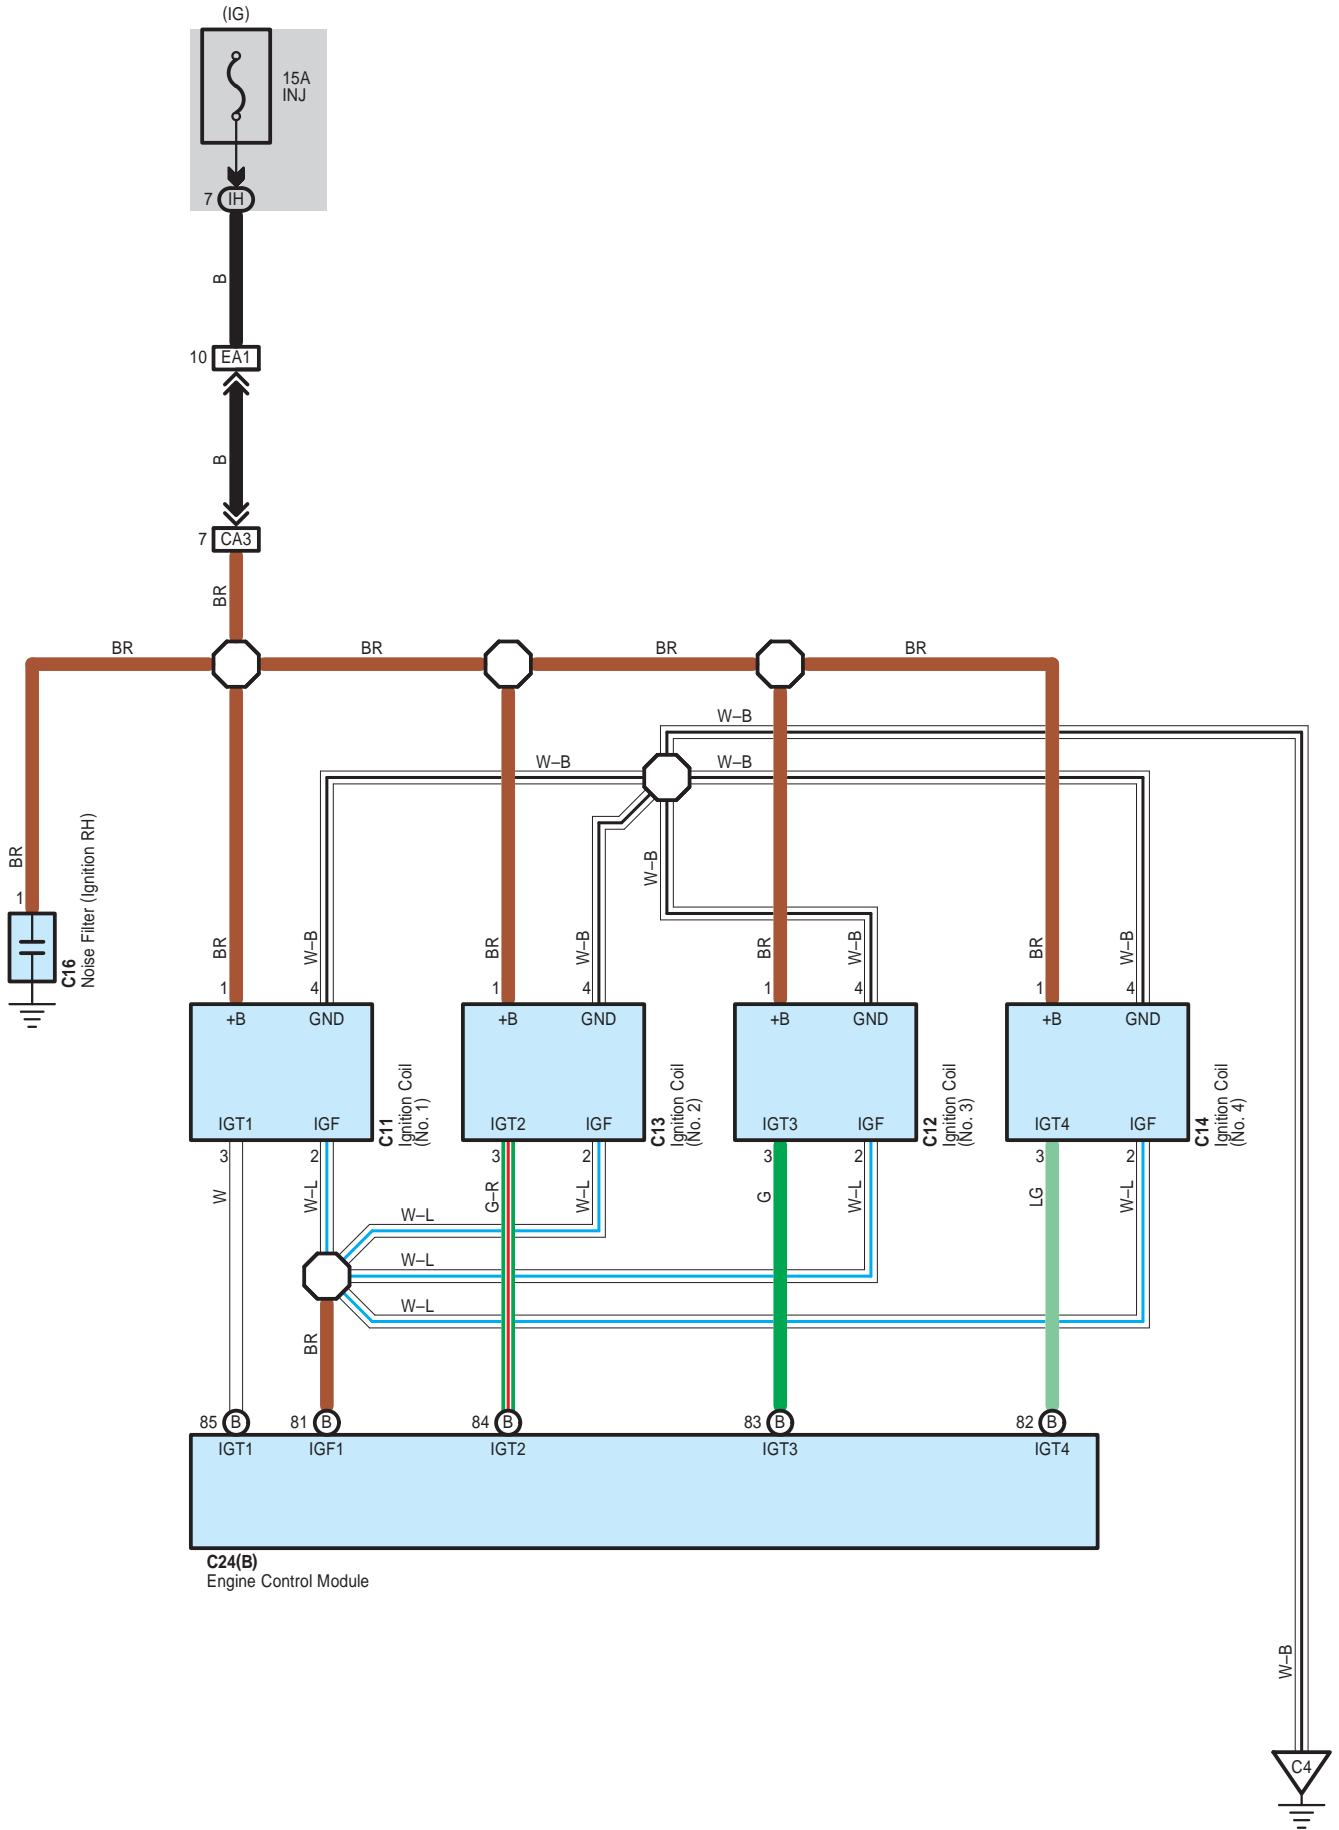 (IG)
15A
INJ
7 IH
B
10 EA1
B
7 CA3
BR
BR BR BR BR
W–B
W–B W–B
W–B
BR
1
C16
Noise Filter (Ignition RH)
BR W–B BR W–B BR W–B BR W–B
1 4 1 4 1 4 1 4
+B GND +B GND +B GND +B GND
IGT1 IGF IGT2 IGF IGT3 IGF IGT4 IGF
C11
Ignition Coil
(No. 1)
C13
Ignition Coil
(No. 2)
C12
Ignition Coil
(No. 3)
C14
Ignition Coil
(No. 4)
3 2 3 2 3 2 3 2
W W–L G–R W–L G W–L LG W–L
W–L
W–L
W–L
BR
85 B 81 B 84 B 83 B 82 B
IGT1 IGF1 IGT2 IGT3 IGT4
C24(B)
Engine Control Module
W–B
C4